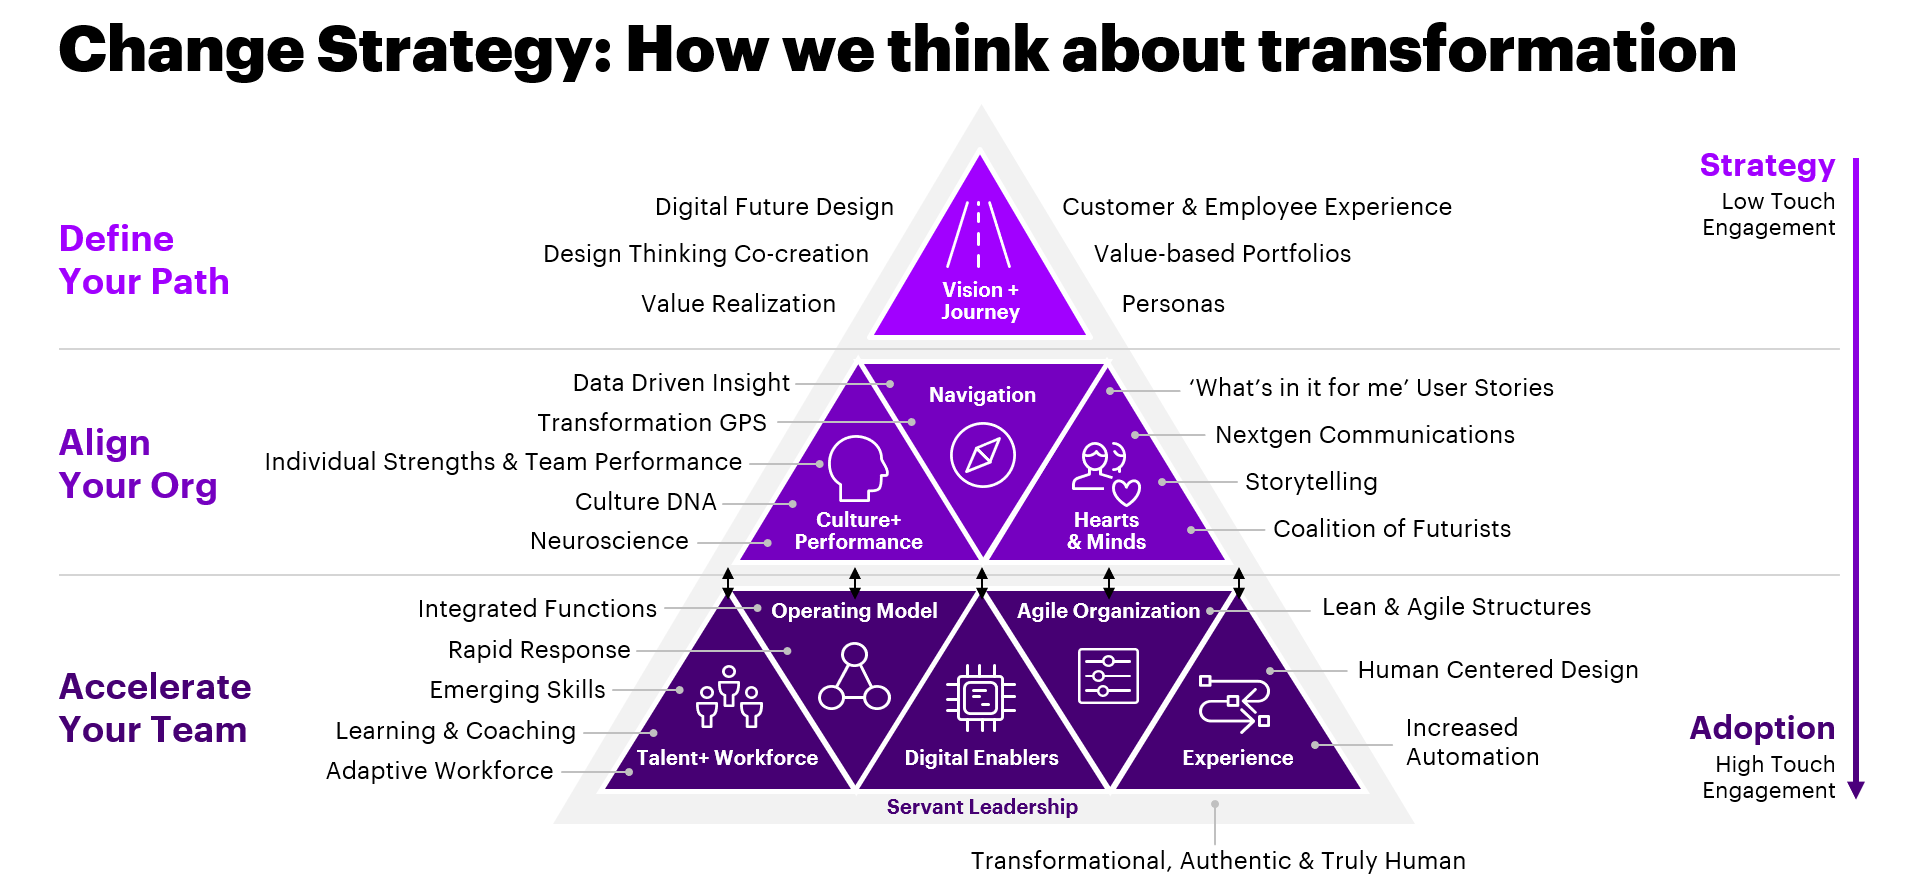 Change Strategy: How we think about transformation
Define
Your Path
Digital Future Design
Design Thinking Co-creation
Value Realization
Vision +
Journey
Customer & Employee Experience
Value-based Portfolios
Personas
Strategy
Low Touch
Engagement
Align
Your Org
Data Driven Insight
Transformation GPS
Individual Strengths & Team Performance
Culture DNA
Neuroscience
Culture+
Performance
Navigation
Hearts
& Minds
‘What’s in it for me’ User Stories
Nextgen Communications
Storytelling
Coalition of Futurists
Accelerate
Your Team
Integrated Functions
Rapid Response
Emerging Skills
Learning & Coaching
Adaptive Workforce
Talent+ Workforce
Operating Model
Digital Enablers
Agile Organization
Experience
Lean & Agile Structures
Human Centered Design
Increased
Automation
Adoption
High Touch
Engagement
Servant Leadership
Transformational, Authentic & Truly Human